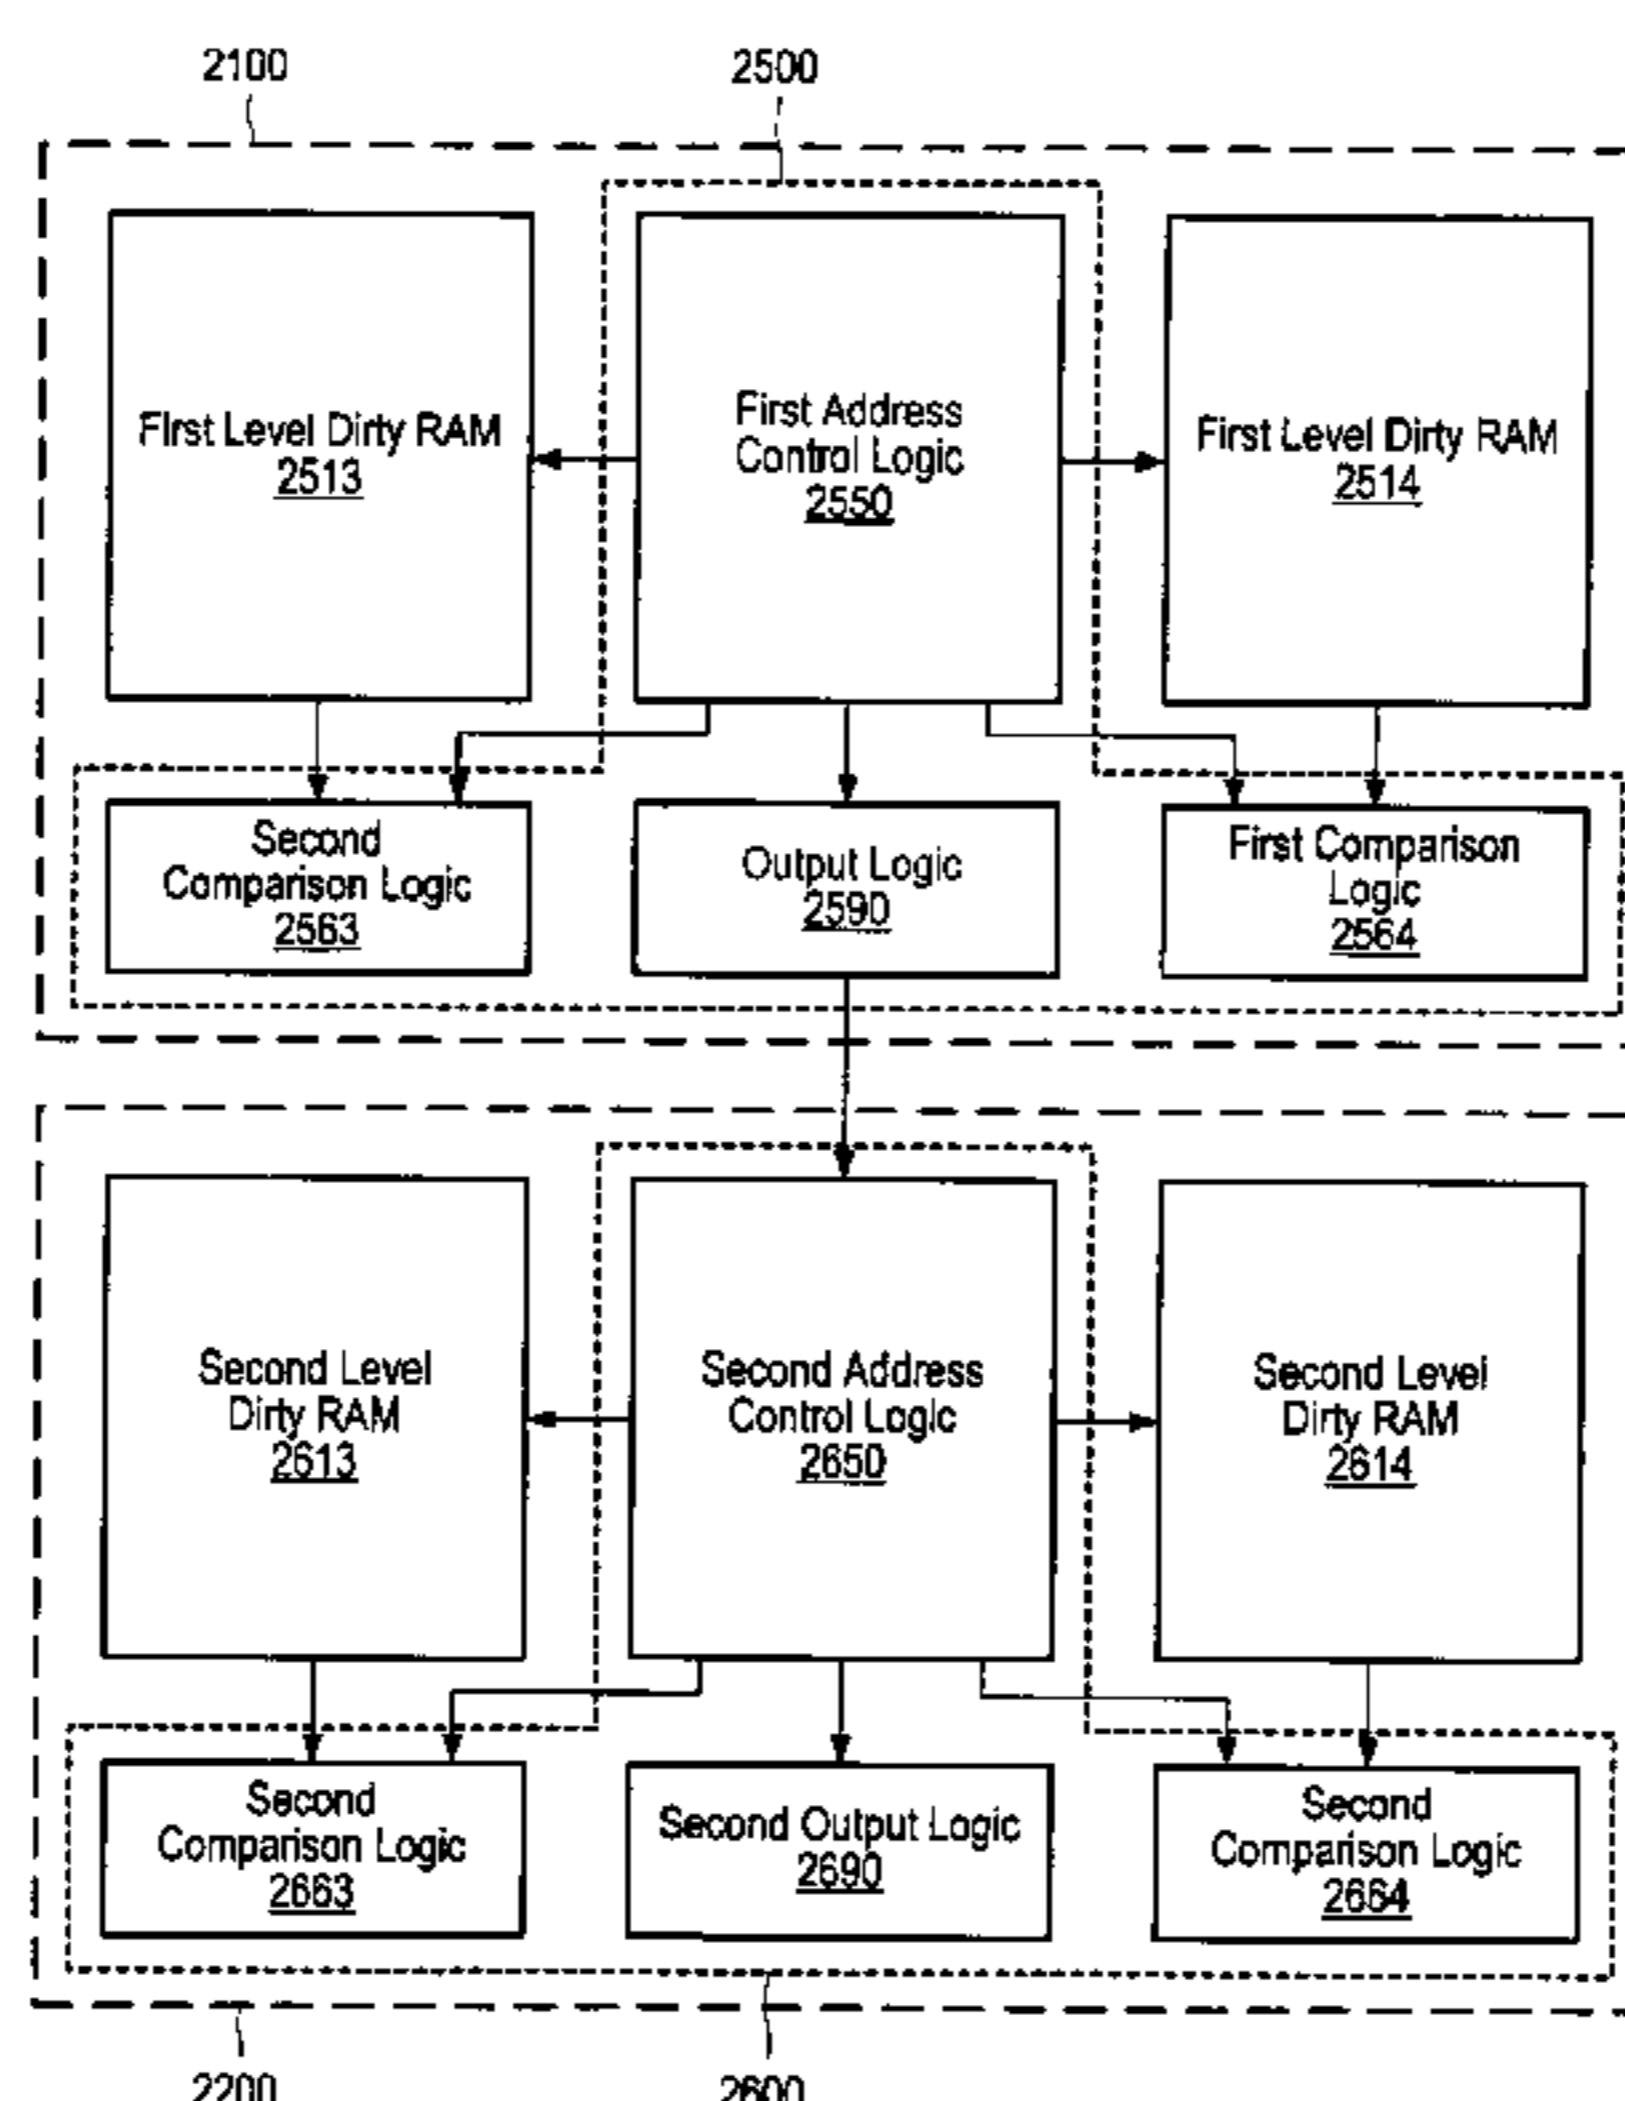 2100
2500
First Level Dirty RAM
2513
First Address
Control Logic
2550
First Level Dirty RAM
2514
Second
Comparison Logic
2563
Output Logic
2590
First Comparison
Logic
2564
Second Level
Dirty RAM
2613
Second Address
Control Logic
2650
Second Level
Dirty RAM
2614
Second
Comparison Logic
2663
Second Output Logic
2690
Second
Comparison Logic
2664
2200
2600